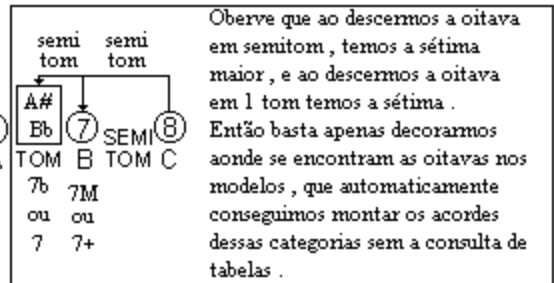 semi semi
tom tom
A#
Bb 7 SEMI 8
TOM B TOM C
7b 7M
ou ou
7 7+
Oberve que ao descermos a oitava
em semitom , temos a sétima
maior , e ao descermos a oitava
em 1 tom temos a sétima .
Então basta apenas decorarmos
aonde se encontram as oitavas nos
modelos , que automaticamente
conseguimos montar os acordes
dessas categorias sem a consulta de
tabelas .